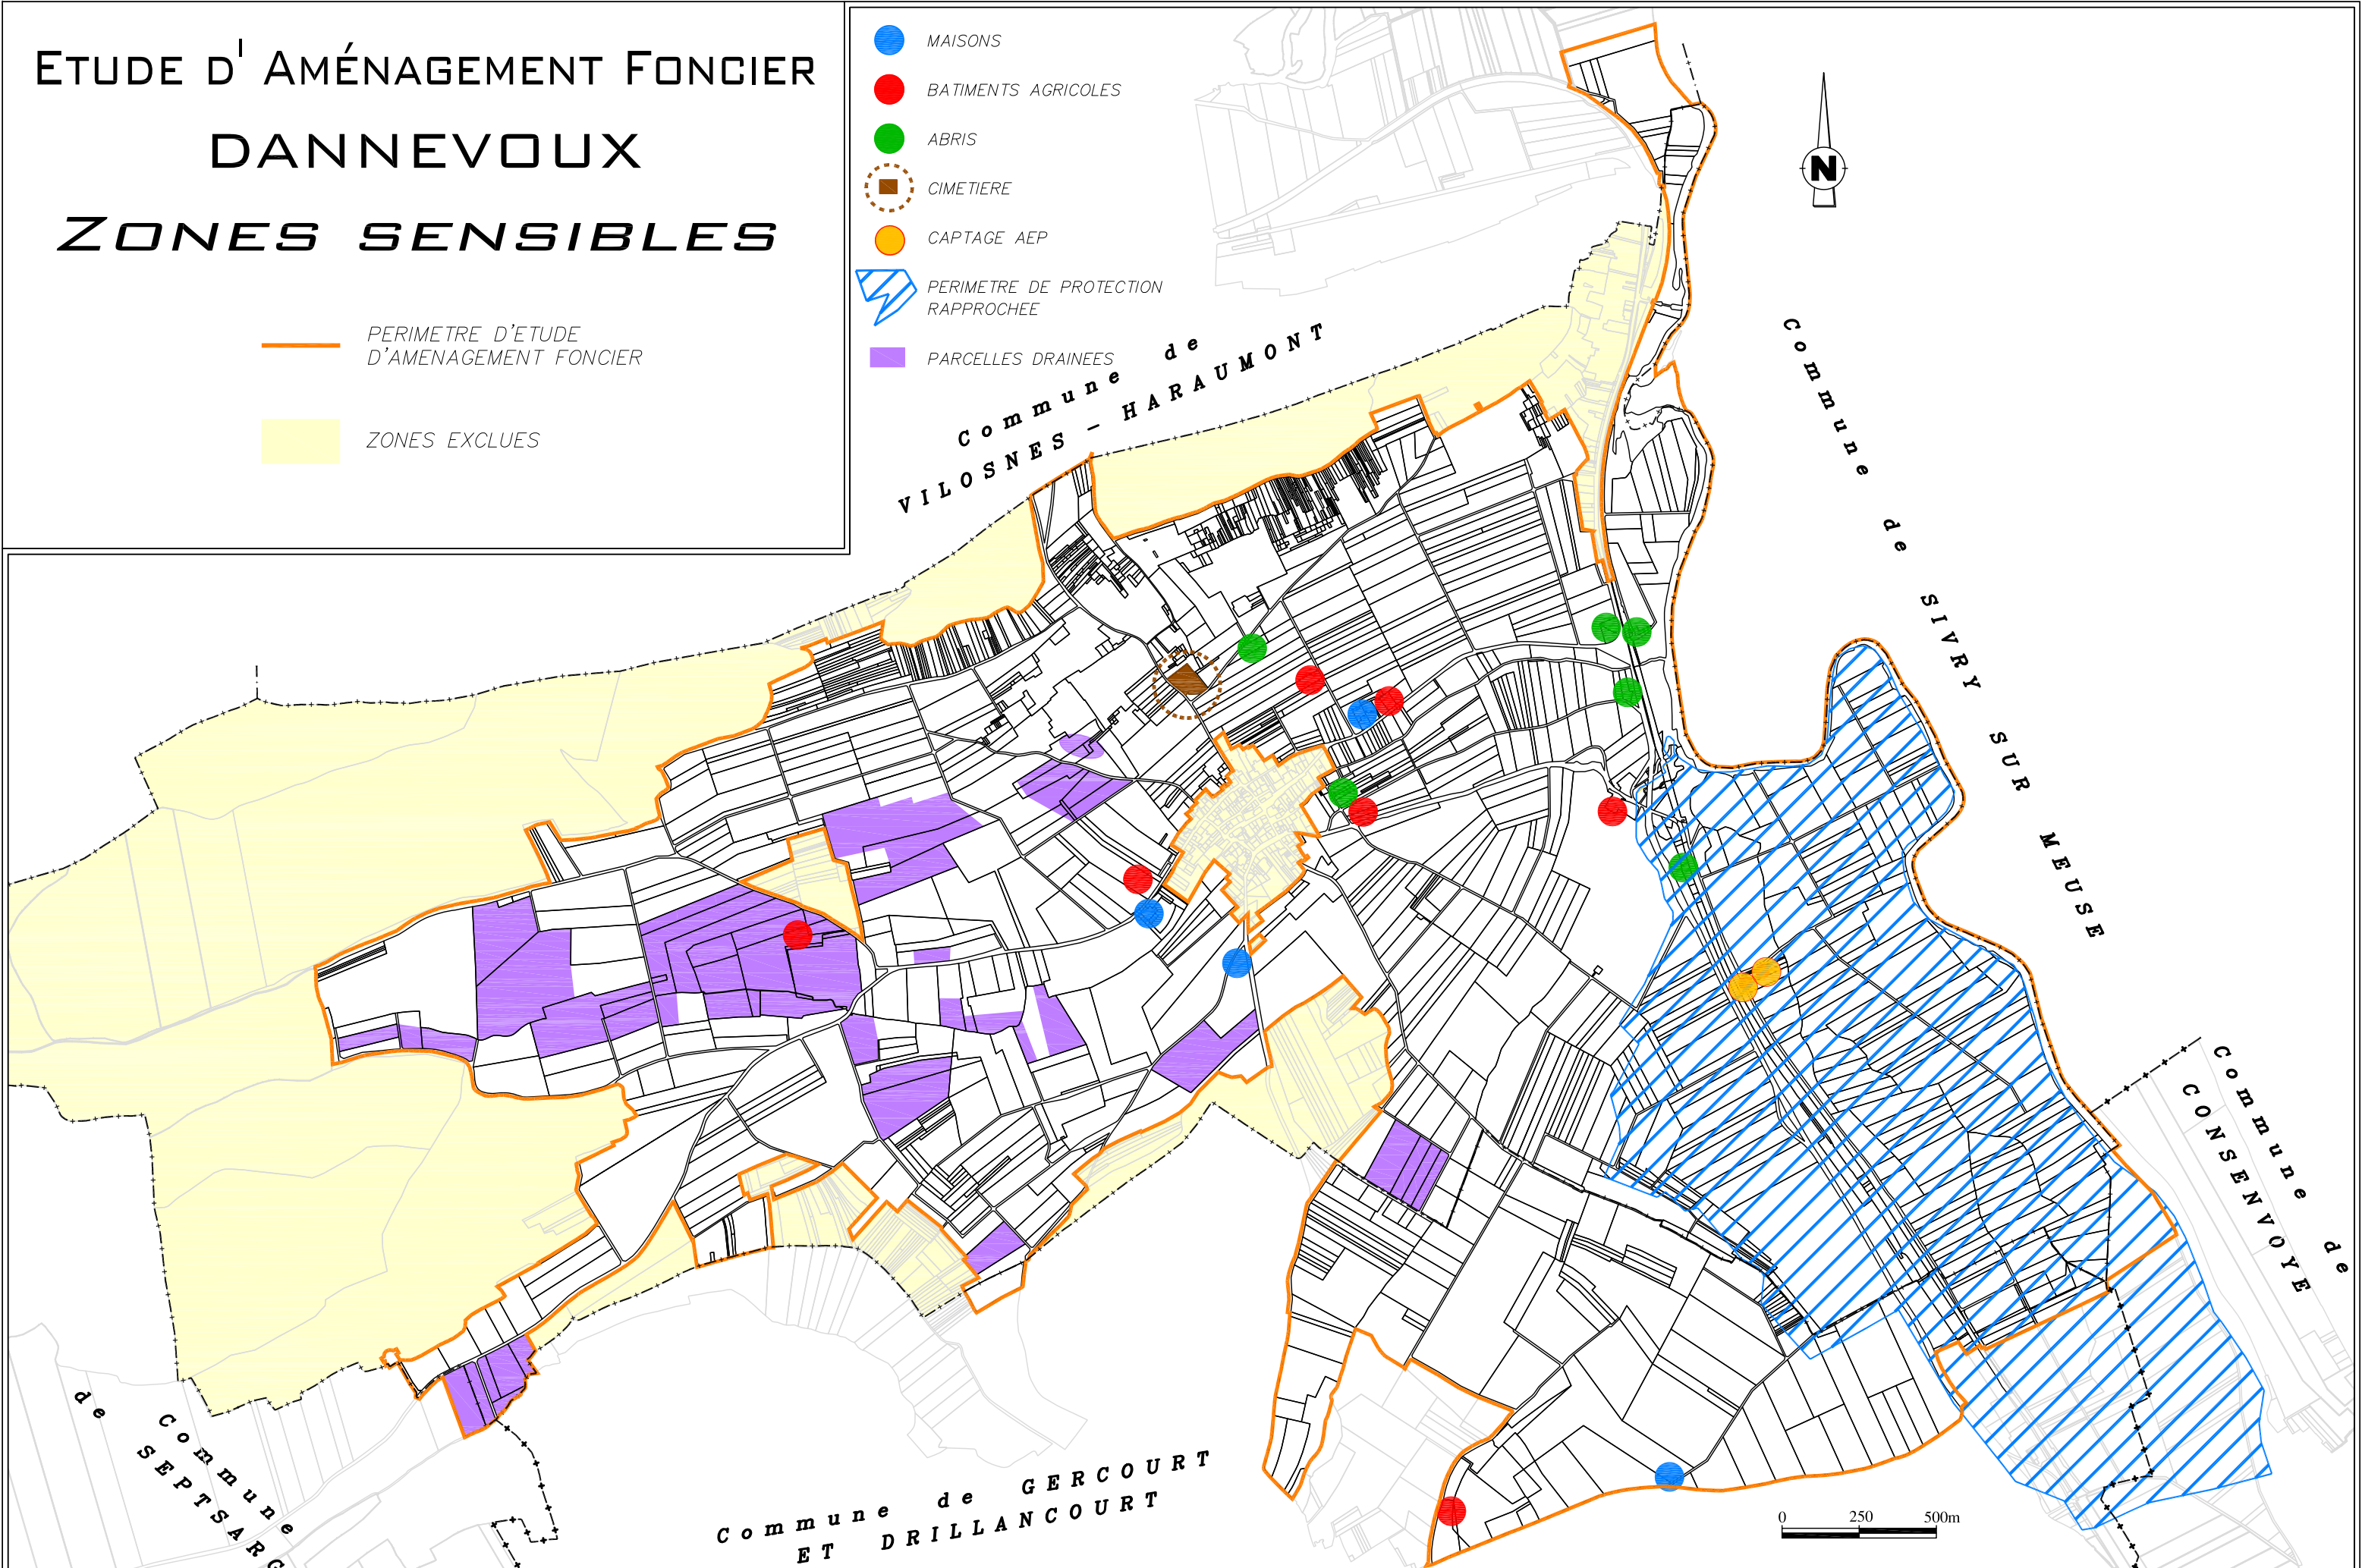 ETUDE D' AMÉNAGEMENT FONCIER
DANNEVOUX
ZONES SENSIBLES
PERIMETRE D'ETUDE
D'AMENAGEMENT FONCIER
ZONES EXCLUES
MAISONS
BATIMENTS AGRICOLES
ABRIS
CIMETIERE
CAPTAGE AEP
PERIMETRE DE PROTECTION
RAPPROCHEE
PARCELLES DRAINEES
N
Commune de
VILOSNES - HARAUMONT
Commune de SIVRY SUR MEUSE
Commune de
CONSENVOYE
Commune de GERCOURT
ET DRILLANCOURT
Commune
de SEPTSARG
0 250 500m